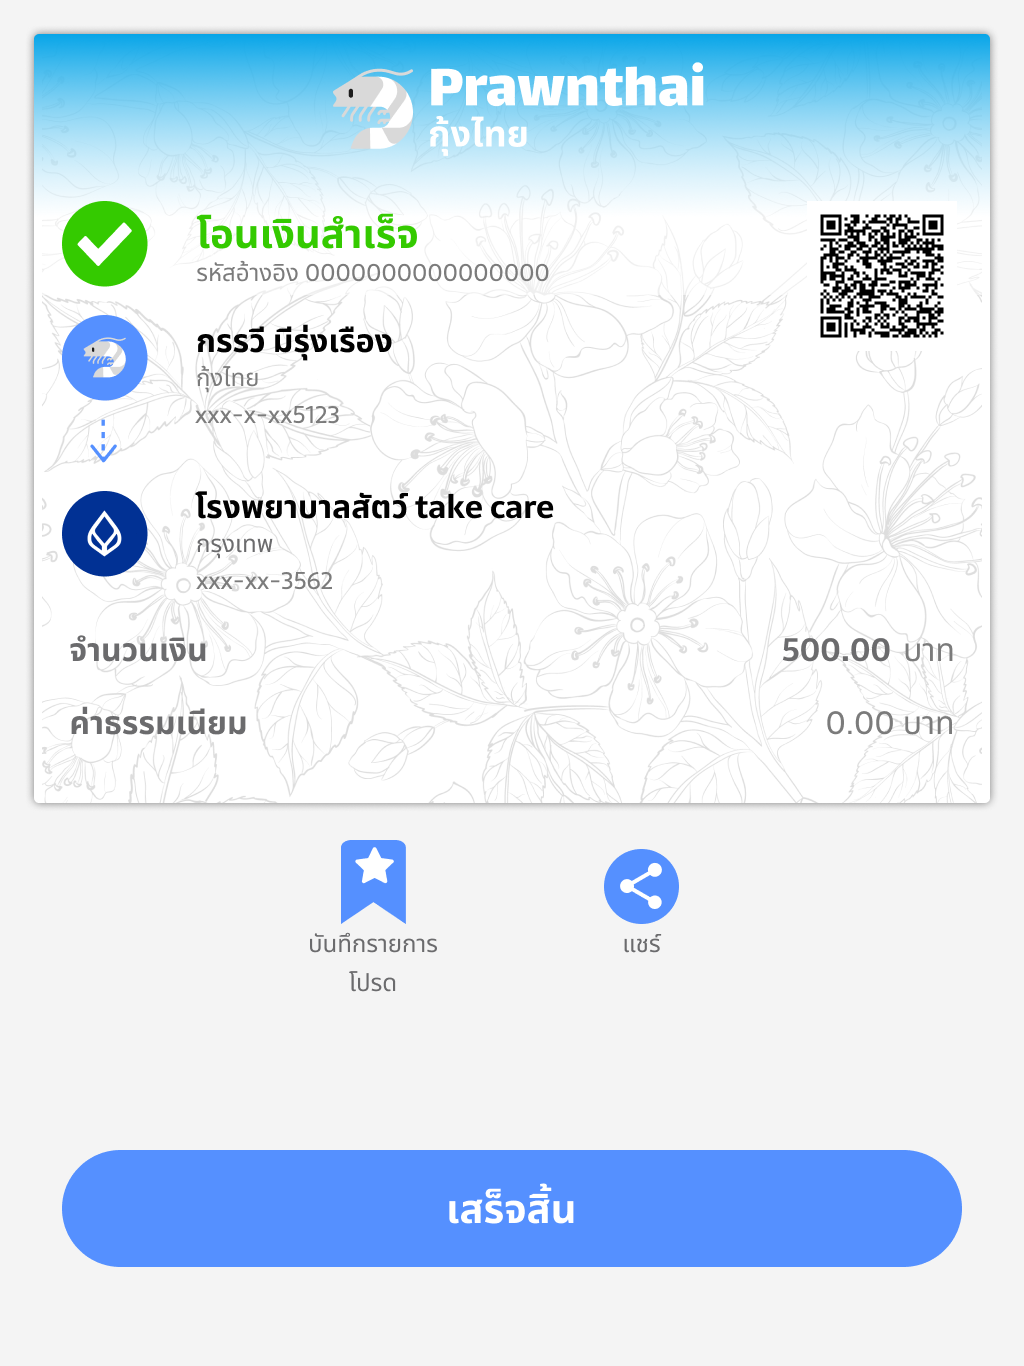 Prawnthai
กุ้งไทย
โอนเงินสำเร็จ
รหัสอ้างอิง 0000000000000000
กรรวี มีรุ่งเรือง
กุ้งไทย
xxx-x-xx5123
โรงพยาบาลสัตว์ take care
กรุงเทพ
xxx-xx-3562
จำนวนเงิน 500.00 บาท
ค่าธรรมเนียม 0.00 บาท
บันทึกรายการ
โปรด
แชร์
เสร็จสิ้น